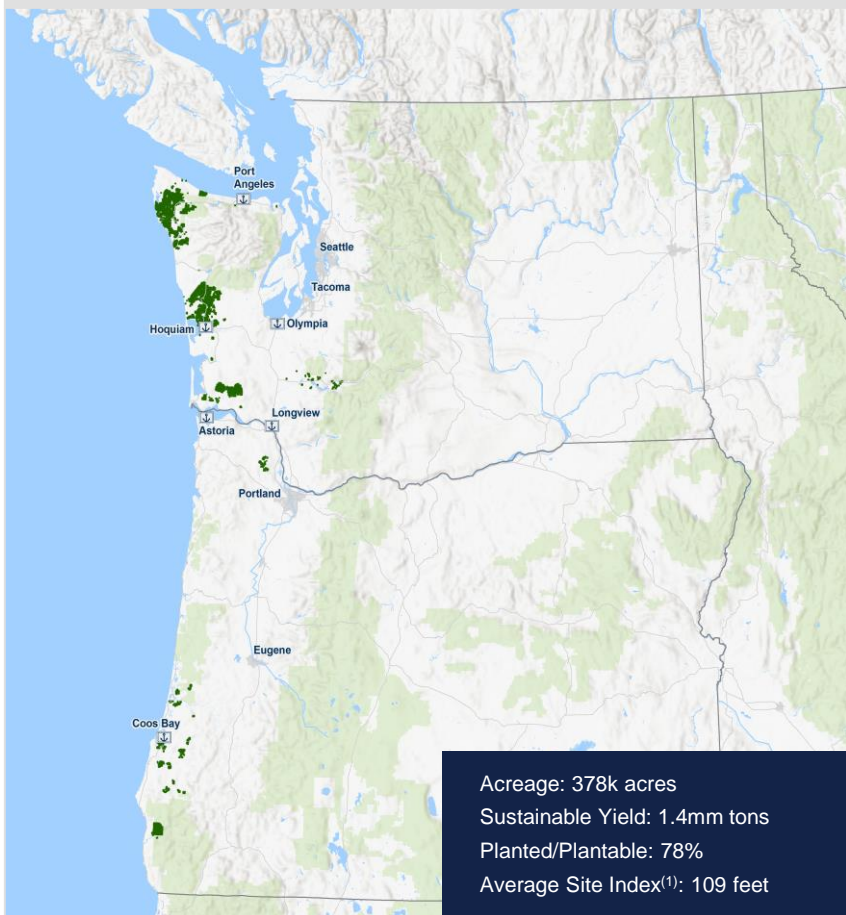 Port
Angeles
Seattle
Tacoma
Hoquiam
Olympia
Longview
Astoria
Portland
Eugene
Coos Bay
Acreage: 378k acres
Sustainable Yield: 1.4mm tons
Planted/Plantable: 78%
Average Site Index(1): 109 feet